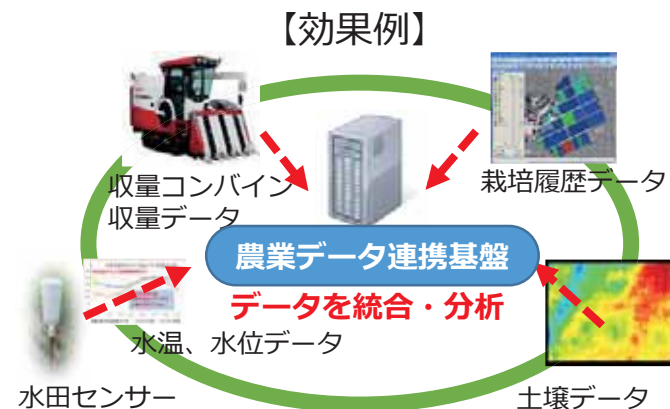 【効果例】
収量コンバイン
収量データ
栽培履歴データ
農業データ連携基盤
データを統合・分析
水温、水位データ
水田センサー
土壌データ